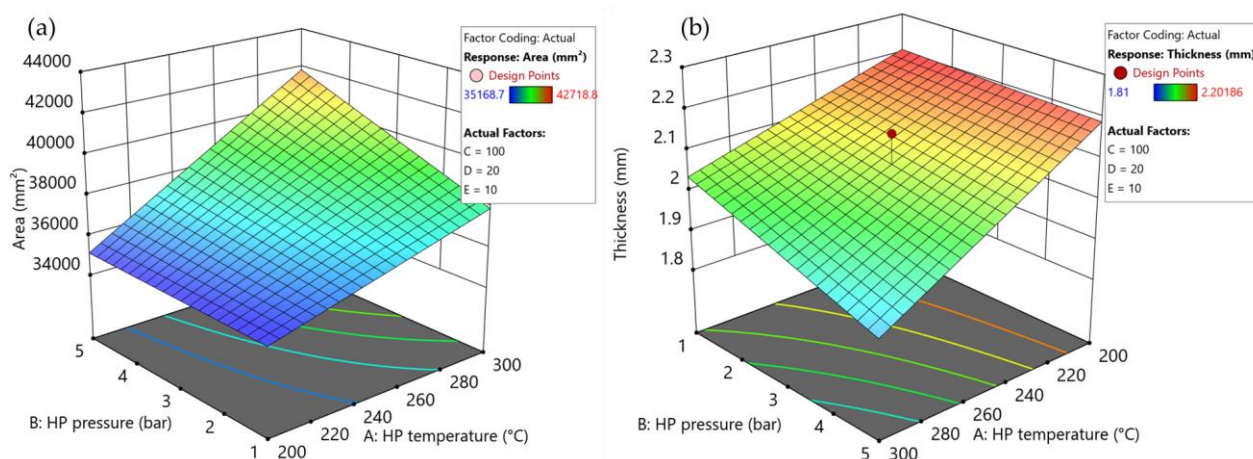 (a)
Factor Coding: Actual
Response: Area (mm²)
Design Points
35168.7 42718.8
Actual Factors:
C = 100
D = 20
E = 10
44000
42000
40000
38000
36000
34000
Area (mm²)
5
4
3
2
1
B: HP pressure (bar)
200
220
240
260
280
300
A: HP temperature (°C)
(b)
Factor Coding: Actual
Response: Thickness (mm)
Design Points
1.81 2.20186
Actual Factors:
C = 100
D = 20
E = 10
2.3
2.2
2.1
2
1.9
1.8
Thickness (mm)
1
2
3
4
5
B: HP pressure (bar)
300
280
260
240
220
200
A: HP temperature (°C)